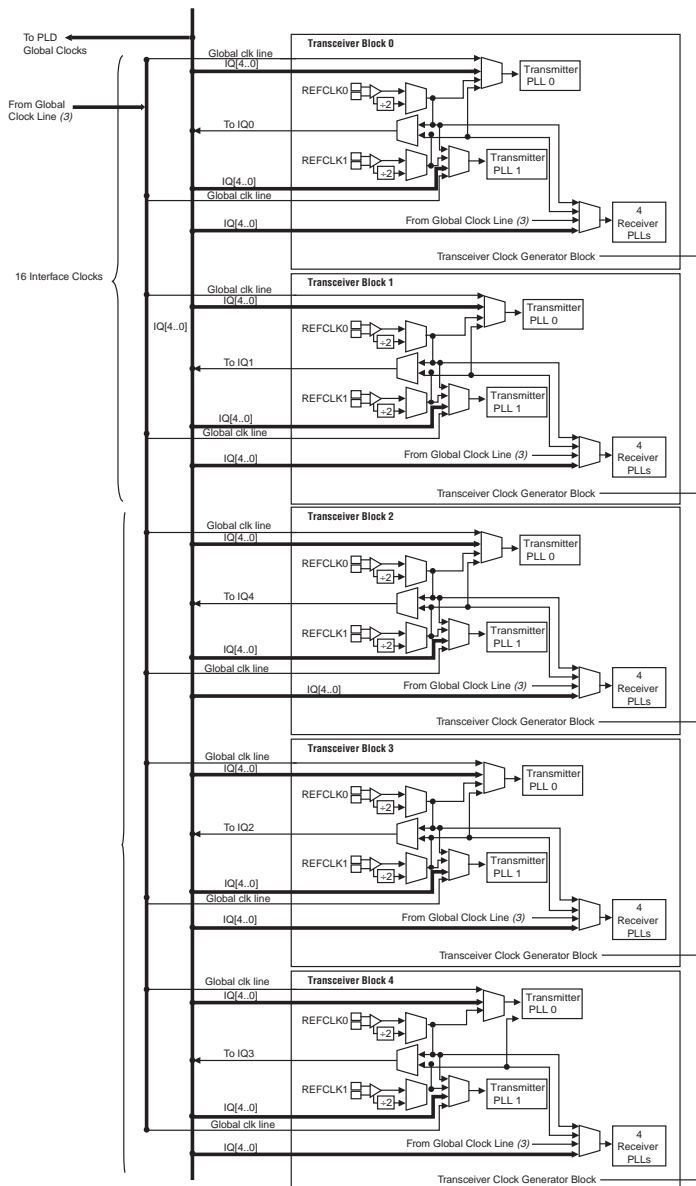 To PLD
Global Clocks
From Global
Clock Line (3)
16 Interface Clocks
IQ[4..0]
Transceiver Block 0
Global clk line
IQ[4..0]
REFCLK0
÷2
Transmitter
PLL 0
To IQ0
REFCLK1
÷2
Transmitter
PLL 1
IQ[4..0]
Global clk line
IQ[4..0]
From Global Clock Line (3)
4
Receiver
PLLs
Transceiver Clock Generator Block
Transceiver Block 1
Global clk line
IQ[4..0]
REFCLK0
÷2
Transmitter
PLL 0
To IQ1
REFCLK1
÷2
Transmitter
PLL 1
IQ[4..0]
Global clk line
IQ[4..0]
From Global Clock Line (3)
4
Receiver
PLLs
Transceiver Clock Generator Block
Transceiver Block 2
Global clk line
IQ[4..0]
REFCLK0
÷2
Transmitter
PLL 0
To IQ4
REFCLK1
÷2
Transmitter
PLL 1
IQ[4..0]
Global clk line
IQ[4..0]
From Global Clock Line (3)
4
Receiver
PLLs
Transceiver Clock Generator Block
Transceiver Block 3
Global clk line
IQ[4..0]
REFCLK0
÷2
Transmitter
PLL 0
To IQ2
REFCLK1
÷2
Transmitter
PLL 1
IQ[4..0]
Global clk line
IQ[4..0]
From Global Clock Line (3)
4
Receiver
PLLs
Transceiver Clock Generator Block
Transceiver Block 4
Global clk line
IQ[4..0]
REFCLK0
÷2
Transmitter
PLL 0
To IQ3
REFCLK1
÷2
Transmitter
PLL 1
IQ[4..0]
Global clk line
IQ[4..0]
From Global Clock Line (3)
4
Receiver
PLLs
Transceiver Clock Generator Block